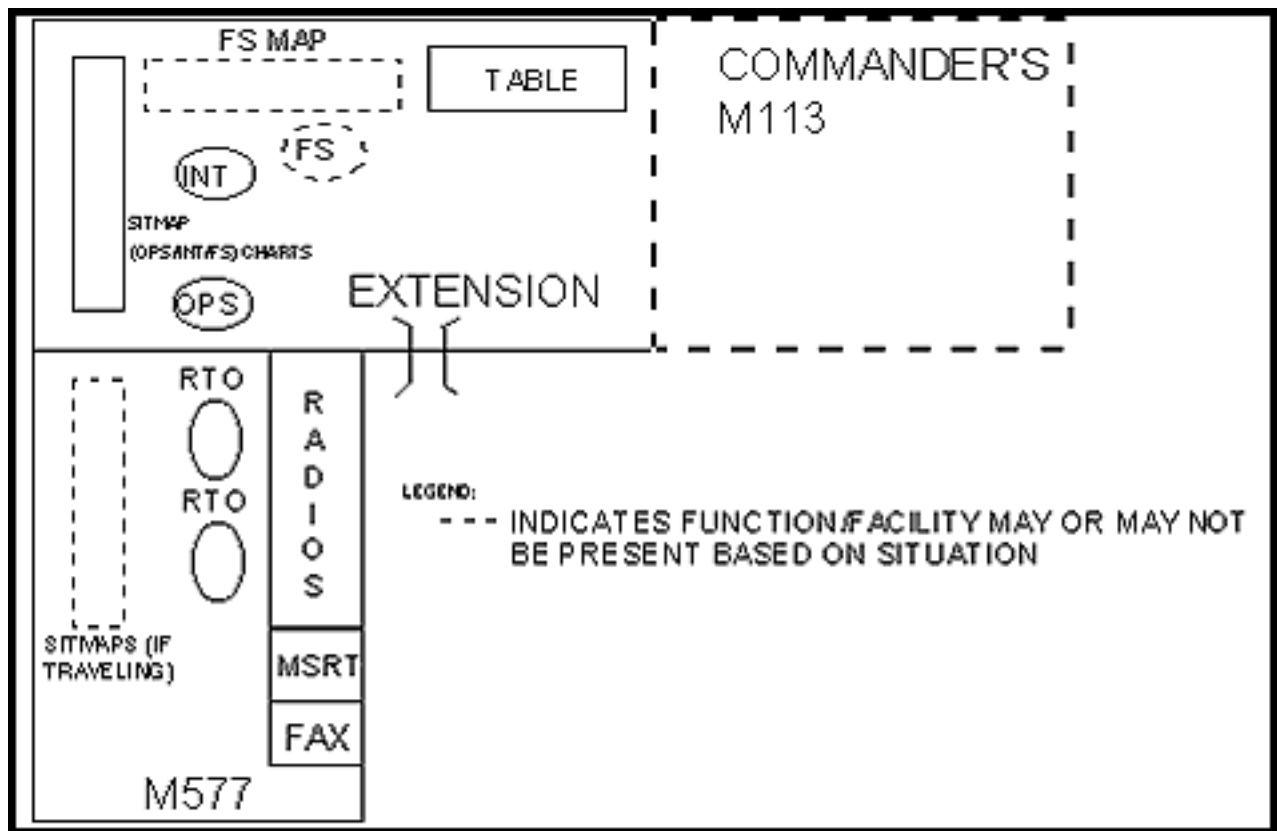 FS MAP
TABLE
COMMANDER'S
M113
FS
INT
SITMAP
(OPS/INT/FS) CHARTS
OPS
EXTENSION
RTO
RADIOS
RTO
LEGEND:
--- INDICATES FUNCTION/FACILITY MAY OR MAY NOT
BE PRESENT BASED ON SITUATION
SITMAPS (IF
TRAVELING)
MSRT
FAX
M577